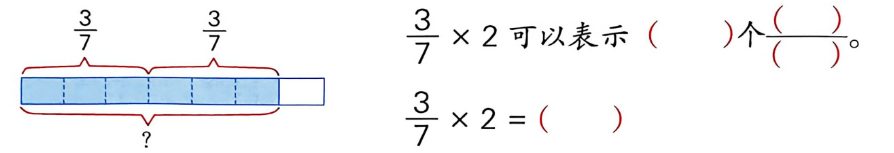 3/7 3/7
?
3/7 × 2 可以表示 (  )个(  )/(  )。
3/7 × 2 = (  )